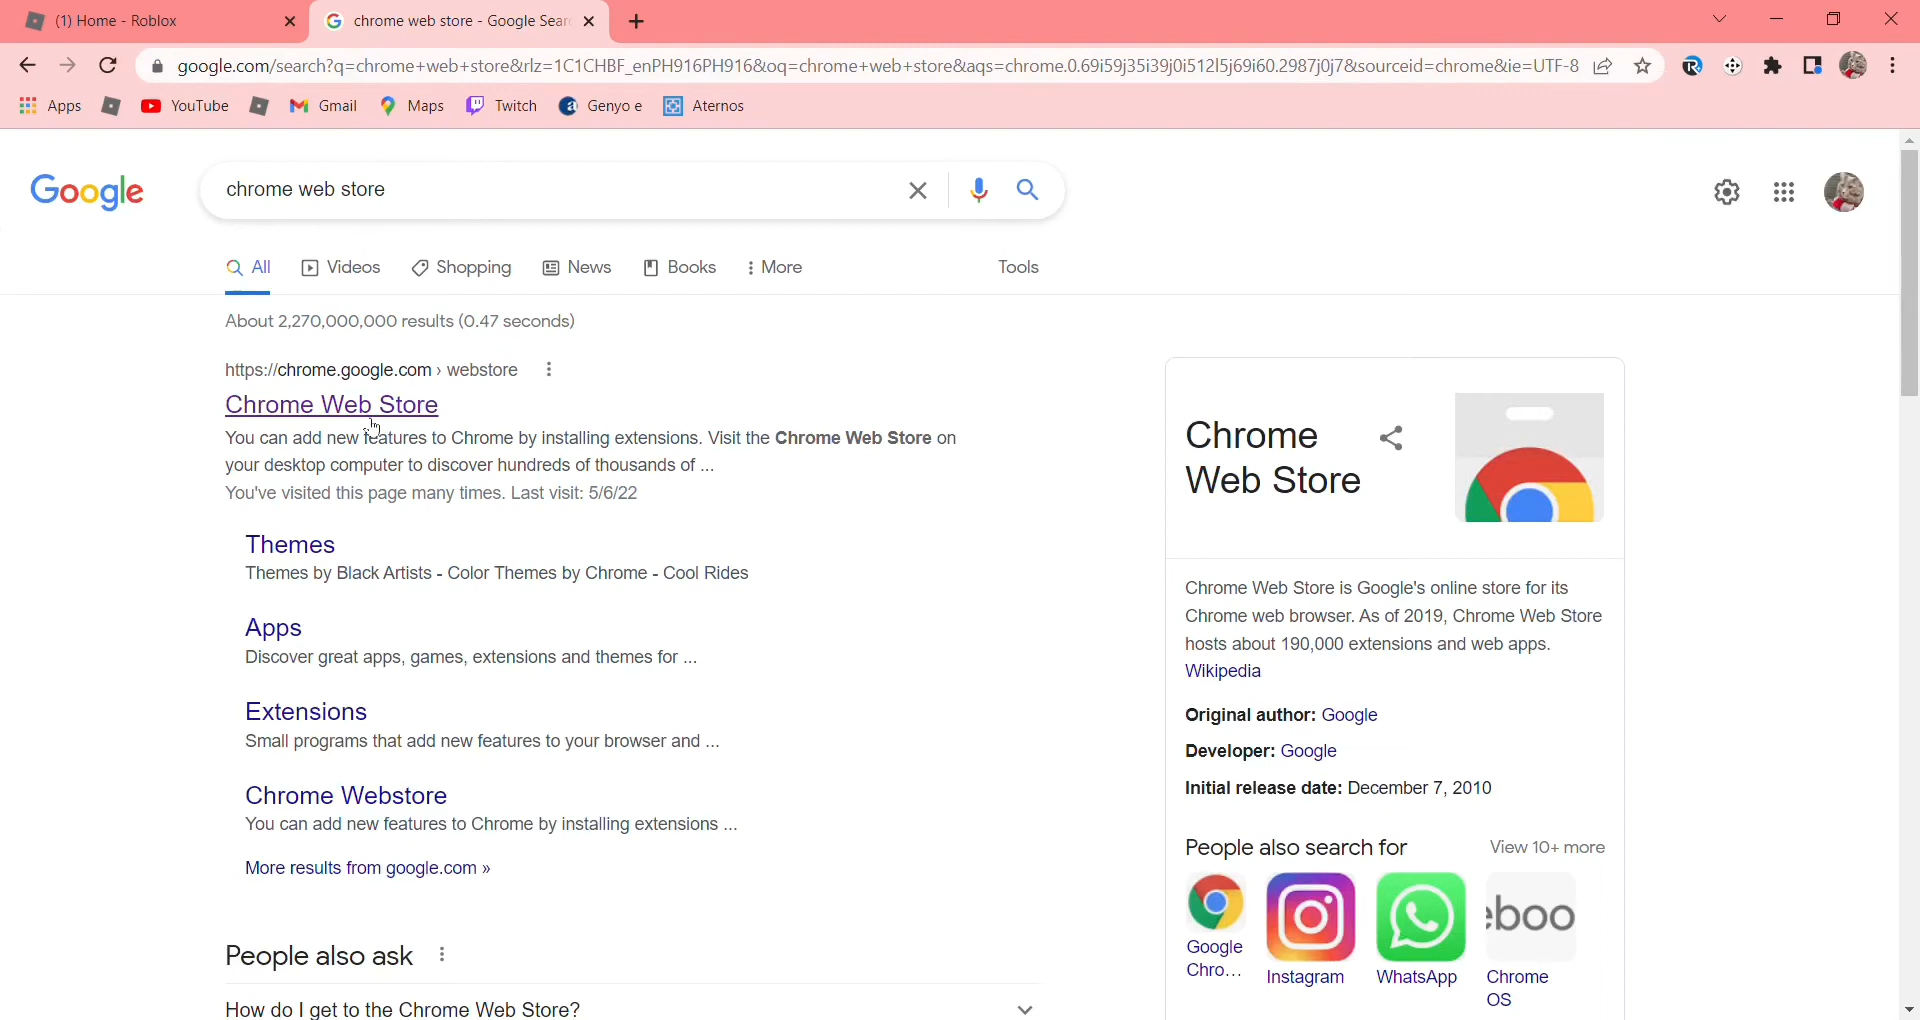 (1) Home - Roblox
chrome web store - Google Sear
google.com/search?q=chrome+web+store&rlz=1C1CHBF_enPH916PH916&oq=chrome+web+store&aqs=chrome.0.69i59j35i39j0i512l5j69i60.2987j0j7&sourceid=chrome&ie=UTF-8
Apps YouTube Gmail Maps Twitch Genyo e Aternos
Google
chrome web store
All Videos Shopping News Books More Tools
About 2,270,000,000 results (0.47 seconds)
https://chrome.google.com › webstore
Chrome Web Store
You can add new features to Chrome by installing extensions. Visit the Chrome Web Store on
your desktop computer to discover hundreds of thousands of ...
You've visited this page many times. Last visit: 5/6/22
Themes
Themes by Black Artists - Color Themes by Chrome - Cool Rides
Apps
Discover great apps, games, extensions and themes for ...
Extensions
Small programs that add new features to your browser and ...
Chrome Webstore
You can add new features to Chrome by installing extensions ...
More results from google.com »
People also ask
How do I get to the Chrome Web Store?
Chrome
Web Store
Chrome Web Store is Google's online store for its
Chrome web browser. As of 2019, Chrome Web Store
hosts about 190,000 extensions and web apps.
Wikipedia
Original author: Google
Developer: Google
Initial release date: December 7, 2010
People also search for
View 10+ more
eboo
Google
Chro...
Instagram
WhatsApp
Chrome
OS